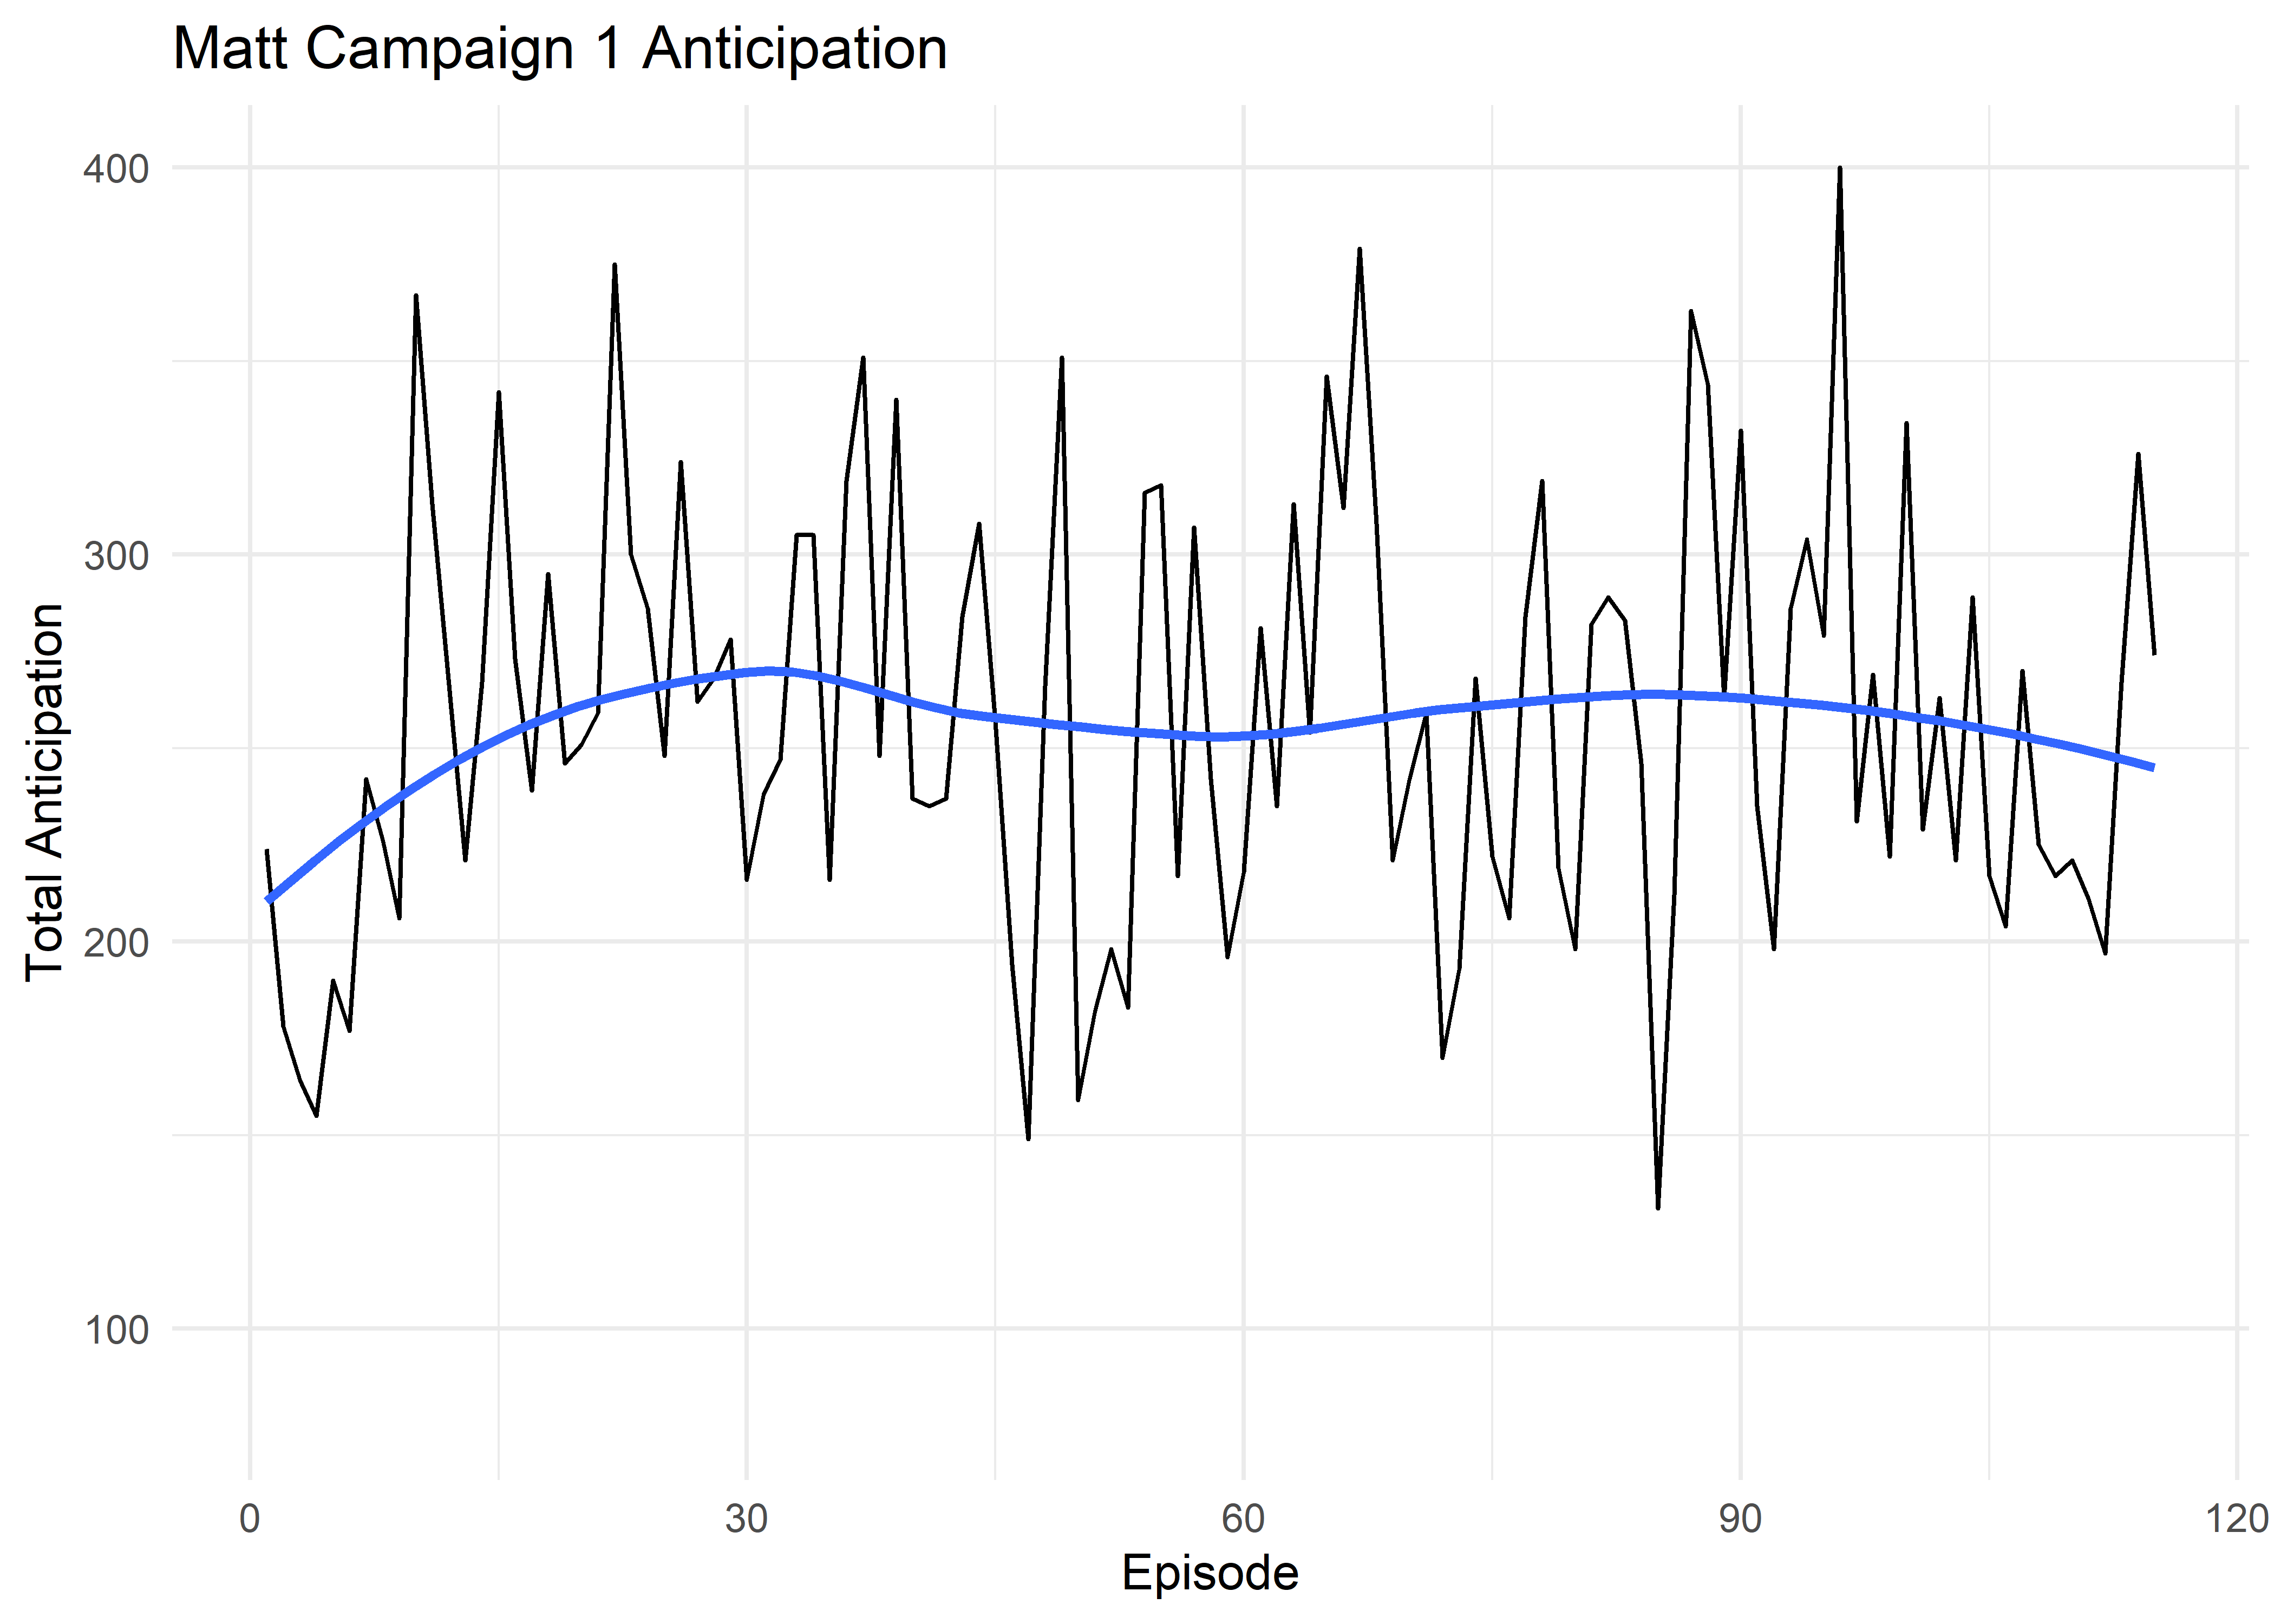 Matt Campaign 1 Anticipation
400
300
200
100
Total Anticipation
0 30 60 90 120
Episode